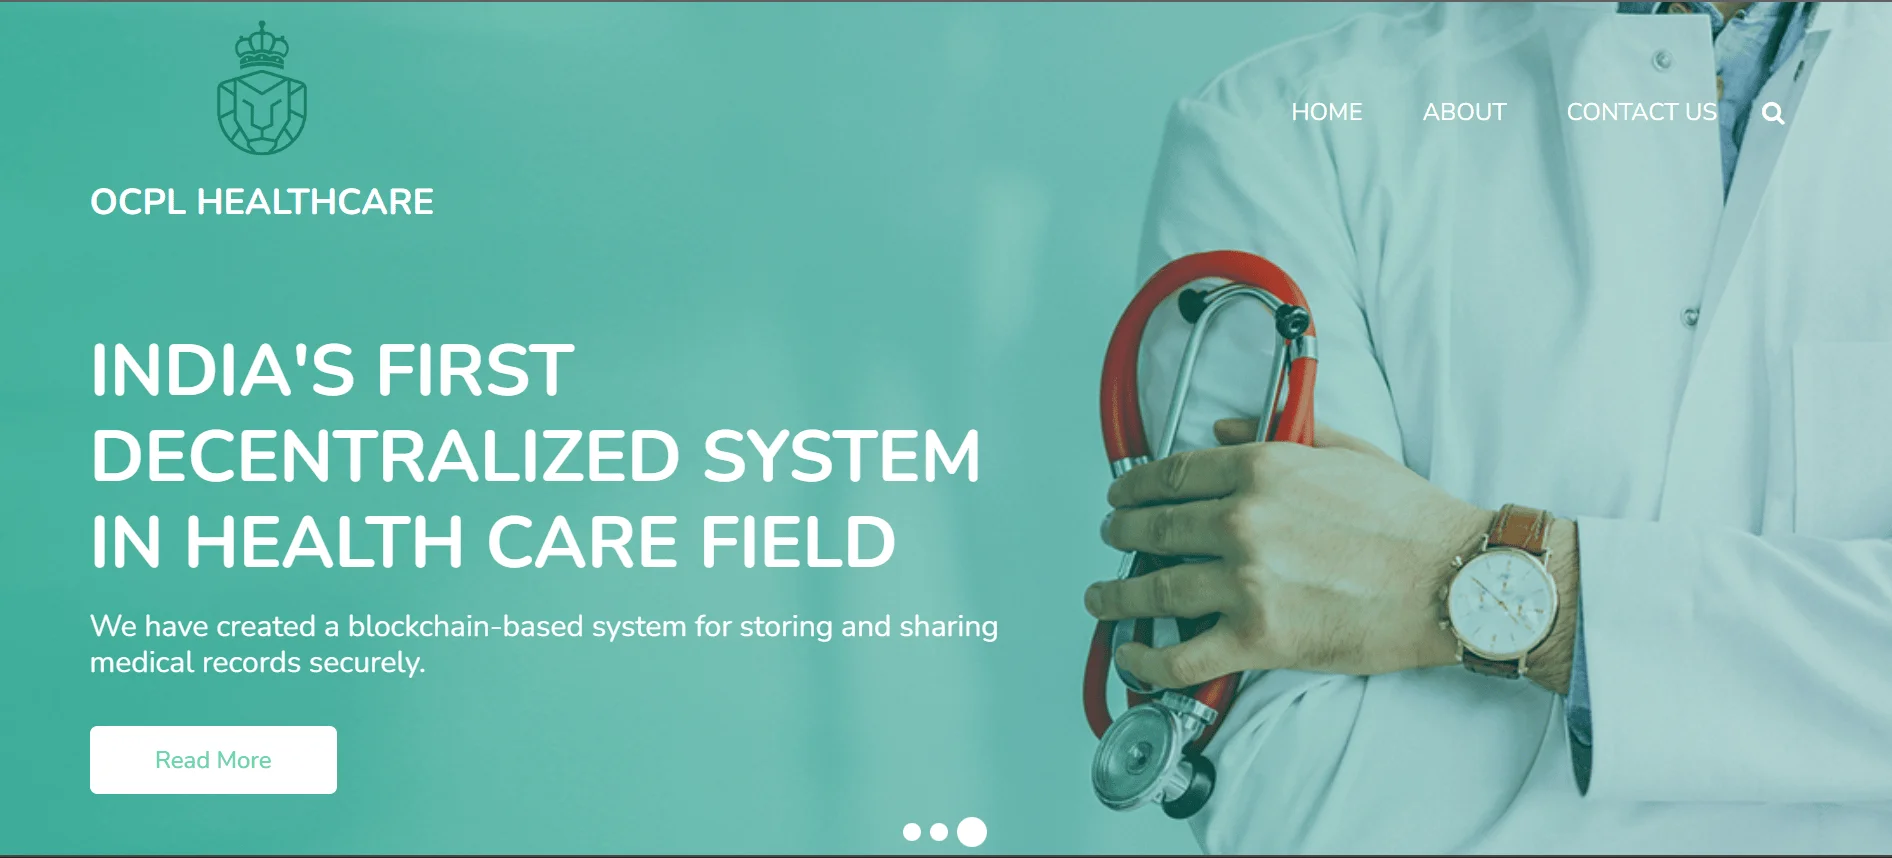 HOME ABOUT CONTACT US
OCPL HEALTHCARE
INDIA'S FIRST
DECENTRALIZED SYSTEM
IN HEALTH CARE FIELD
We have created a blockchain-based system for storing and sharing
medical records securely.
Read More